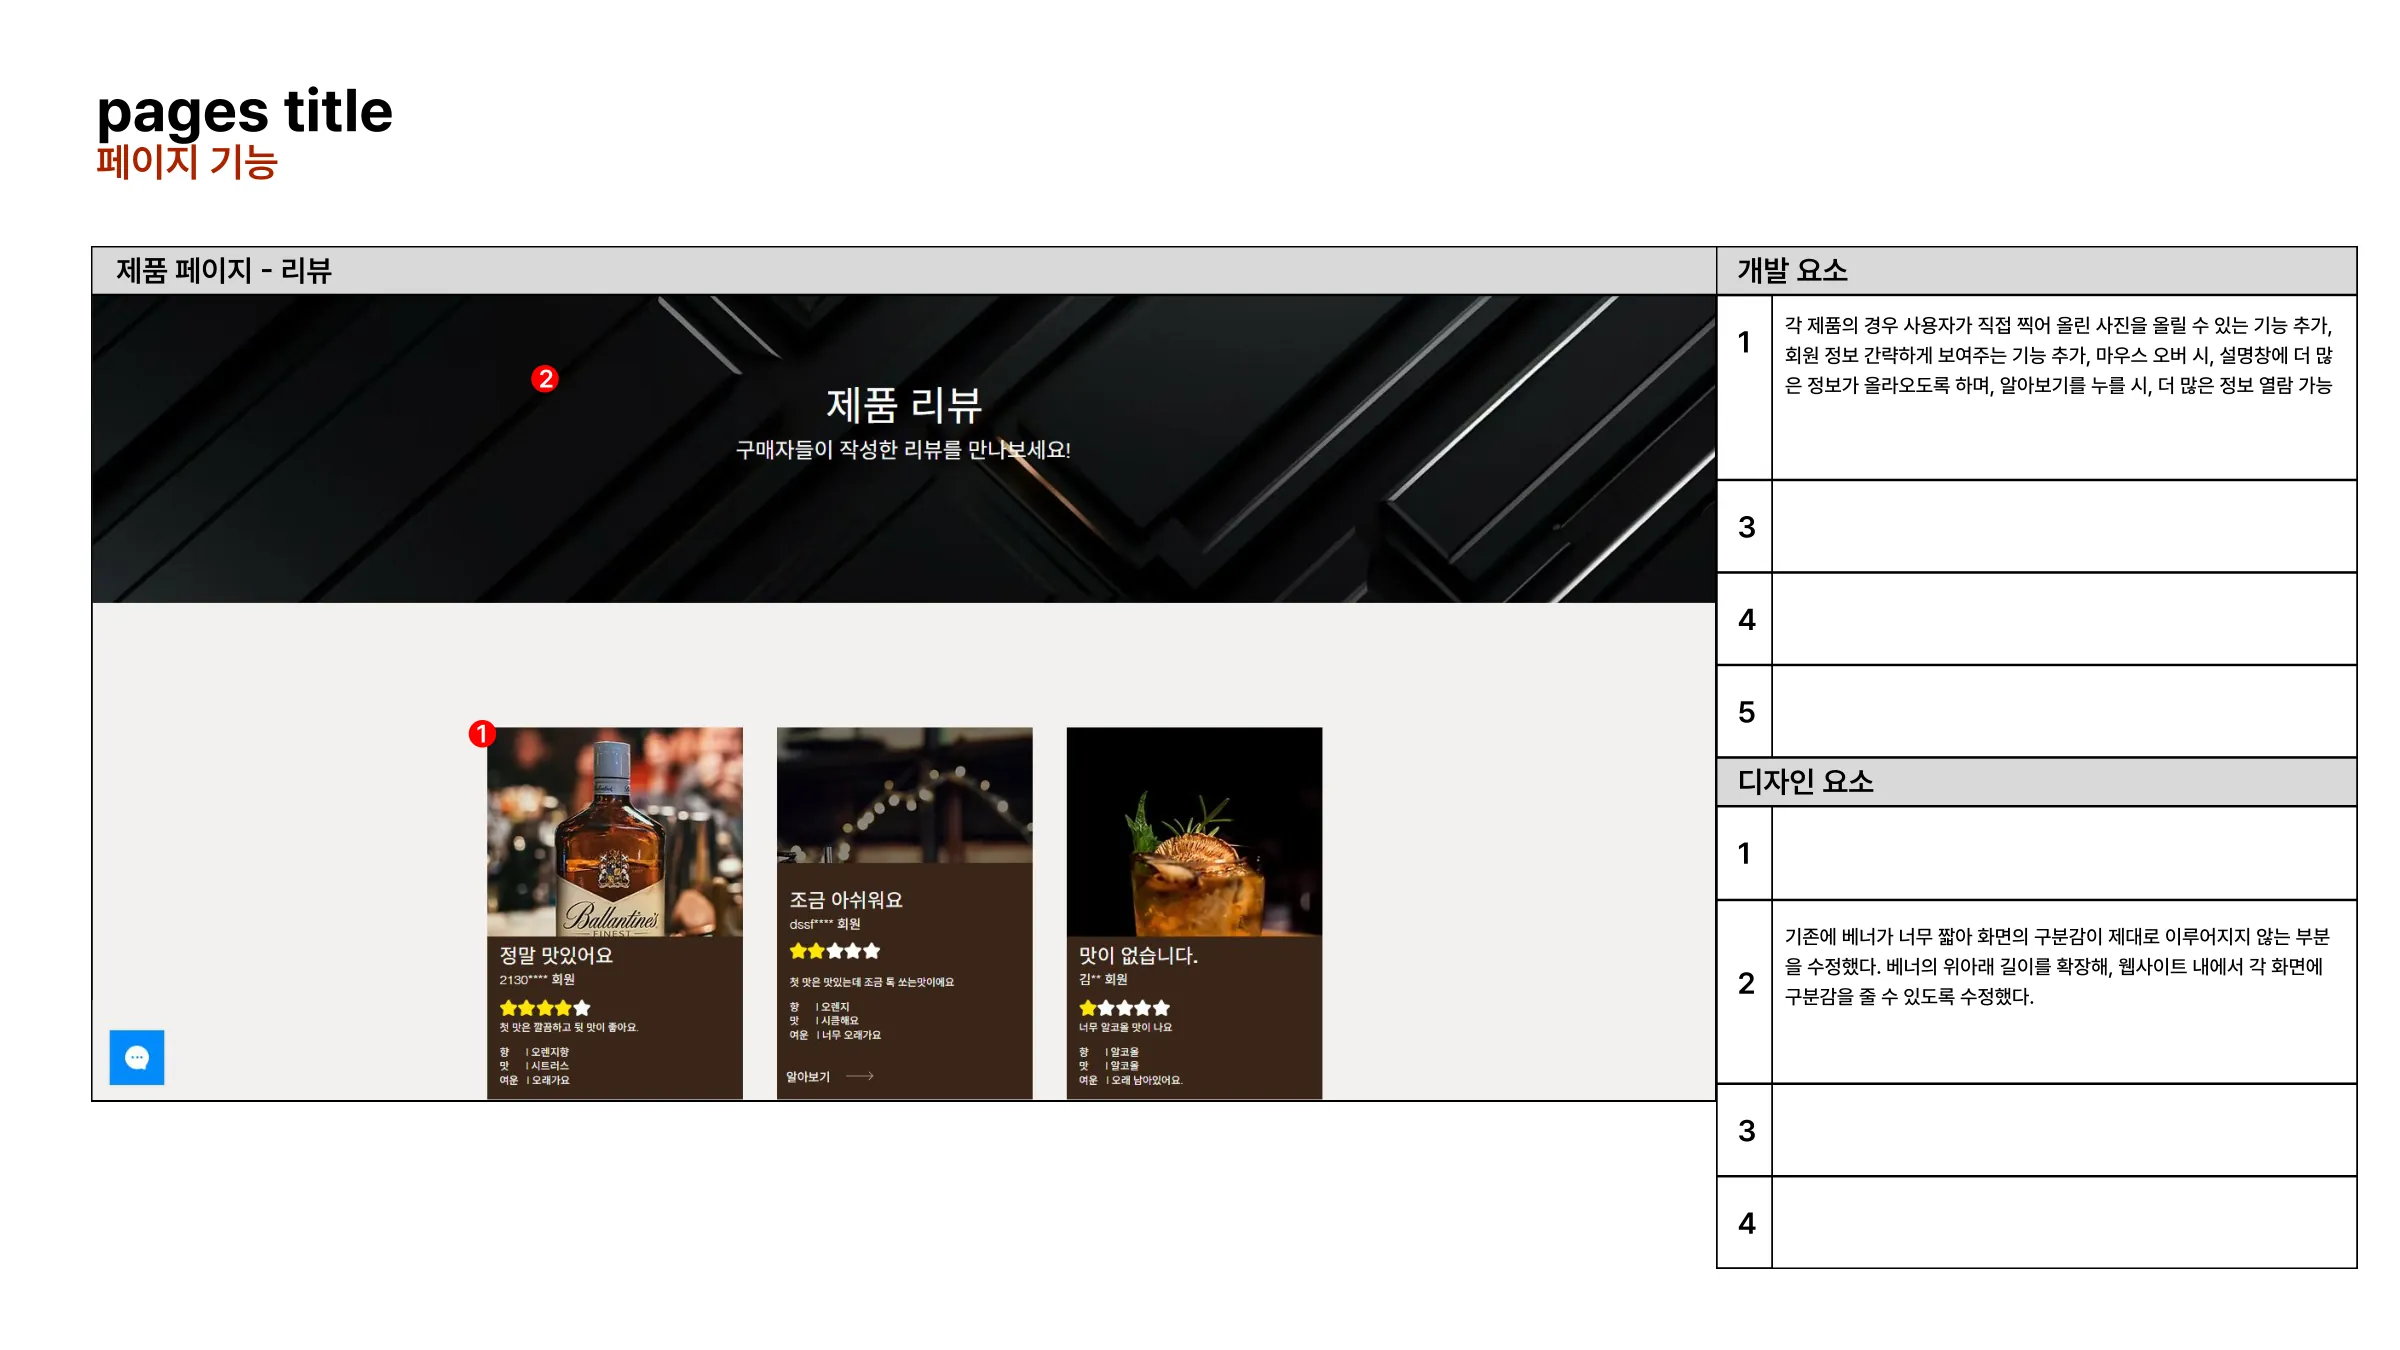 pages title
페이지 기능
제품 페이지 - 리뷰
2
제품 리뷰
구매자들이 작성한 리뷰를 만나보세요!
1
Ballantine's
FINEST
정말 맛있어요
2130**** 회원
첫 맛은 깔끔하고 뒷 맛이 좋아요.
향 | 오렌지향
맛 | 시트러스
여운 | 오래가요
조금 아쉬워요
dssf**** 회원
첫 맛은 맛있는데 조금 톡 쏘는맛이에요
향 | 오렌지
맛 | 시큼해요
여운 | 너무 오래가요
알아보기
맛이 없습니다.
김** 회원
너무 알코올 맛이 나요
향 | 알코올
맛 | 알코올
여운 | 오래 남아있어요.
개발 요소
1
각 제품의 경우 사용자가 직접 찍어 올린 사진을 올릴 수 있는 기능 추가,
회원 정보 간략하게 보여주는 기능 추가, 마우스 오버 시, 설명창에 더 많
은 정보가 올라오도록 하며, 알아보기를 누를 시, 더 많은 정보 열람 가능
3
4
5
디자인 요소
1
2
기존에 베너가 너무 짧아 화면의 구분감이 제대로 이루어지지 않는 부분
을 수정했다. 베너의 위아래 길이를 확장해, 웹사이트 내에서 각 화면에
구분감을 줄 수 있도록 수정했다.
3
4